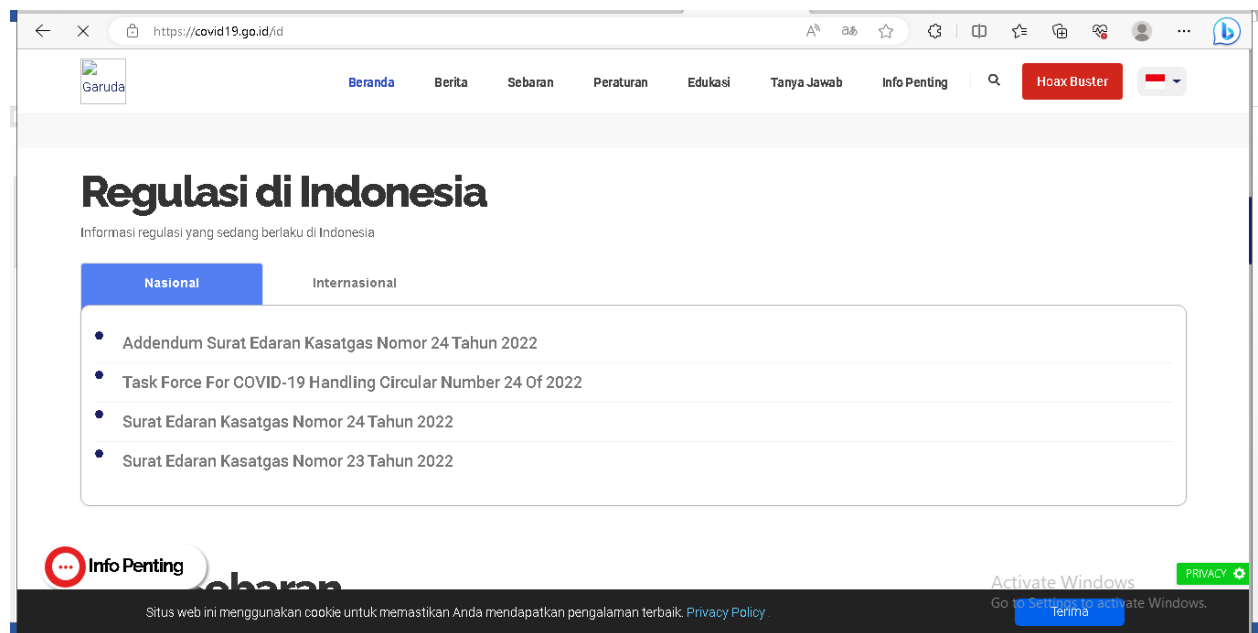 https://covid19.go.id/id
Garuda
Beranda Berita Sebaran Peraturan Edukasi Tanya Jawab Info Penting Hoax Buster
Regulasi di Indonesia
Informasi regulasi yang sedang berlaku di Indonesia
Nasional Internasional
Addendum Surat Edaran Kasatgas Nomor 24 Tahun 2022
Task Force For COVID-19 Handling Circular Number 24 Of 2022
Surat Edaran Kasatgas Nomor 24 Tahun 2022
Surat Edaran Kasatgas Nomor 23 Tahun 2022
Info Penting
Activate Windows
PRIVACY
Go to Settings to activate Windows.
Situs web ini menggunakan cookie untuk memastikan Anda mendapatkan pengalaman terbaik. Privacy Policy .
Terima